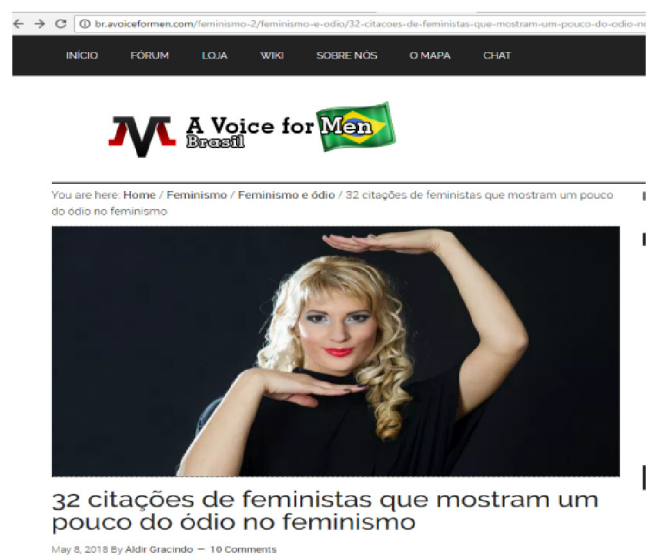 br.avoiceformen.com/feminismo-2/feminismo-e-odio/32-citacoes-de-feministas-que-mostram-um-pouco-do-odio-no
INÍCIO FÓRUM LOJA WIKI SOBRE NÓS O MAPA CHAT
A Voice for Men
Brasil
You are here: Home / Feminismo / Feminismo e ódio / 32 citações de feministas que mostram um pouco
do ódio no feminismo
32 citações de feministas que mostram um
pouco do ódio no feminismo
May 8, 2018 By Aldir Gracindo — 10 Comments